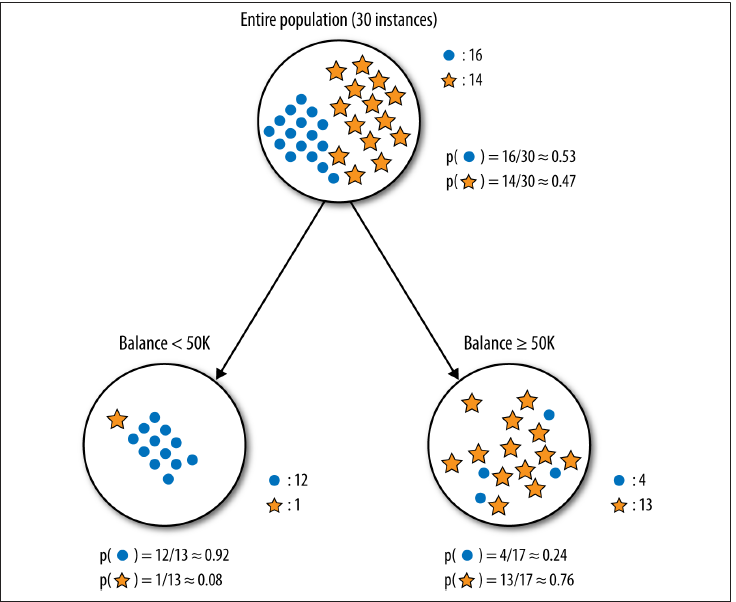 Entire population (30 instances)
: 16
: 14
p( ) = 16/30 ≈ 0.53
p( ) = 14/30 ≈ 0.47
Balance < 50K
Balance ≥ 50K
: 12
: 1
: 4
: 13
p( ) = 12/13 ≈ 0.92
p( ) = 1/13 ≈ 0.08
p( ) = 4/17 ≈ 0.24
p( ) = 13/17 ≈ 0.76